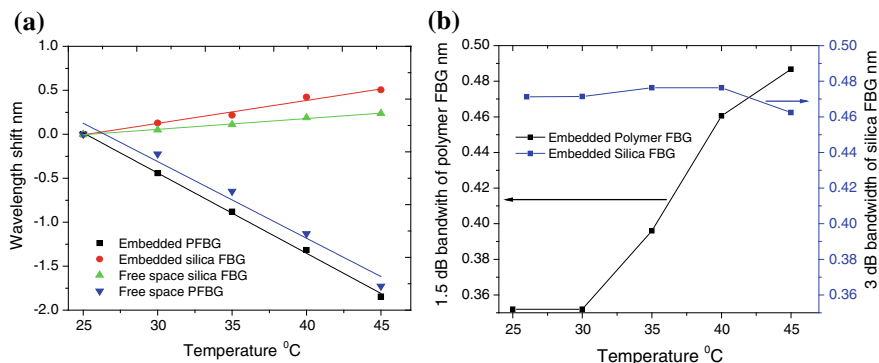 (a)
1.0
0.5
0.0
-0.5
-1.0
-1.5
-2.0
Wavelength shift nm
Embedded PFBG
Embedded silica FBG
Free space silica FBG
Free space PFBG
25 30 35 40 45
Temperature ⁰C
(b)
0.50
0.48
0.46
0.44
0.42
0.40
0.38
0.36
1.5 dB bandwith of polymer FBG nm
Embedded Polymer FBG
Embedded Silica FBG
0.50
0.48
0.46
0.44
0.42
0.40
0.38
0.36
3 dB bandwidth of silica FBG nm
25 30 35 40 45
Temperature ⁰C